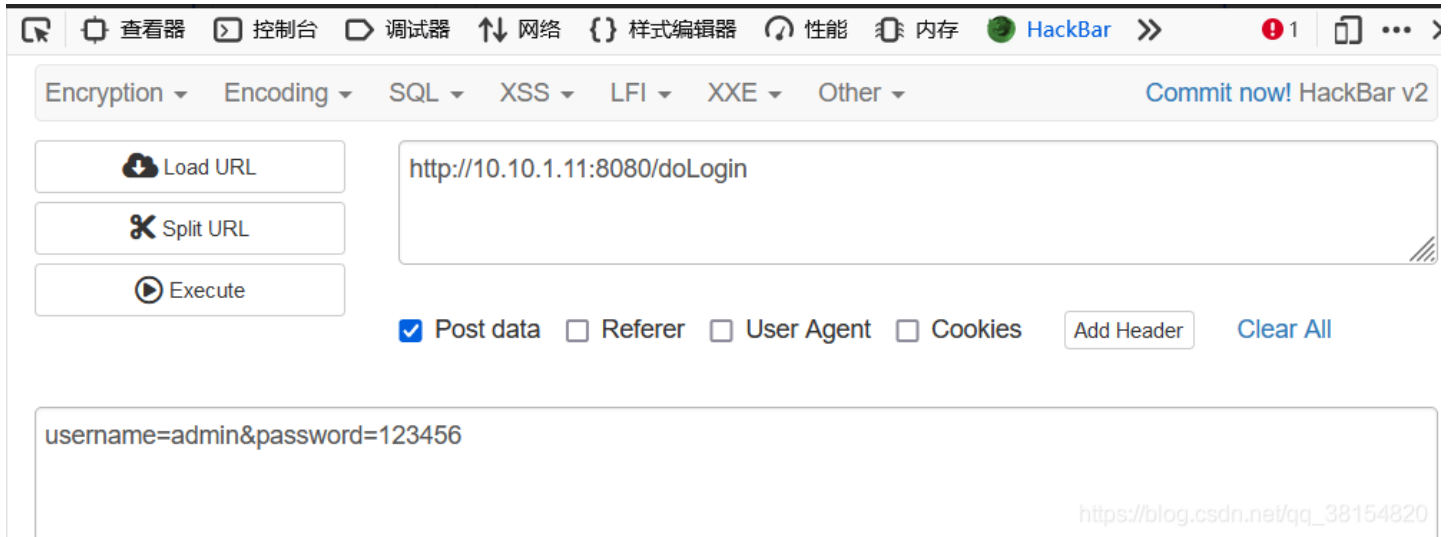 查看器 控制台 调试器 网络 {} 样式编辑器 性能 内存 HackBar 1
Encryption Encoding SQL XSS LFI XXE Other Commit now! HackBar v2
Load URL
http://10.10.1.11:8080/doLogin
Split URL
Execute
Post data Referer User Agent Cookies Add Header Clear All
username=admin&password=123456
https://blog.csdn.net/qq_38154820